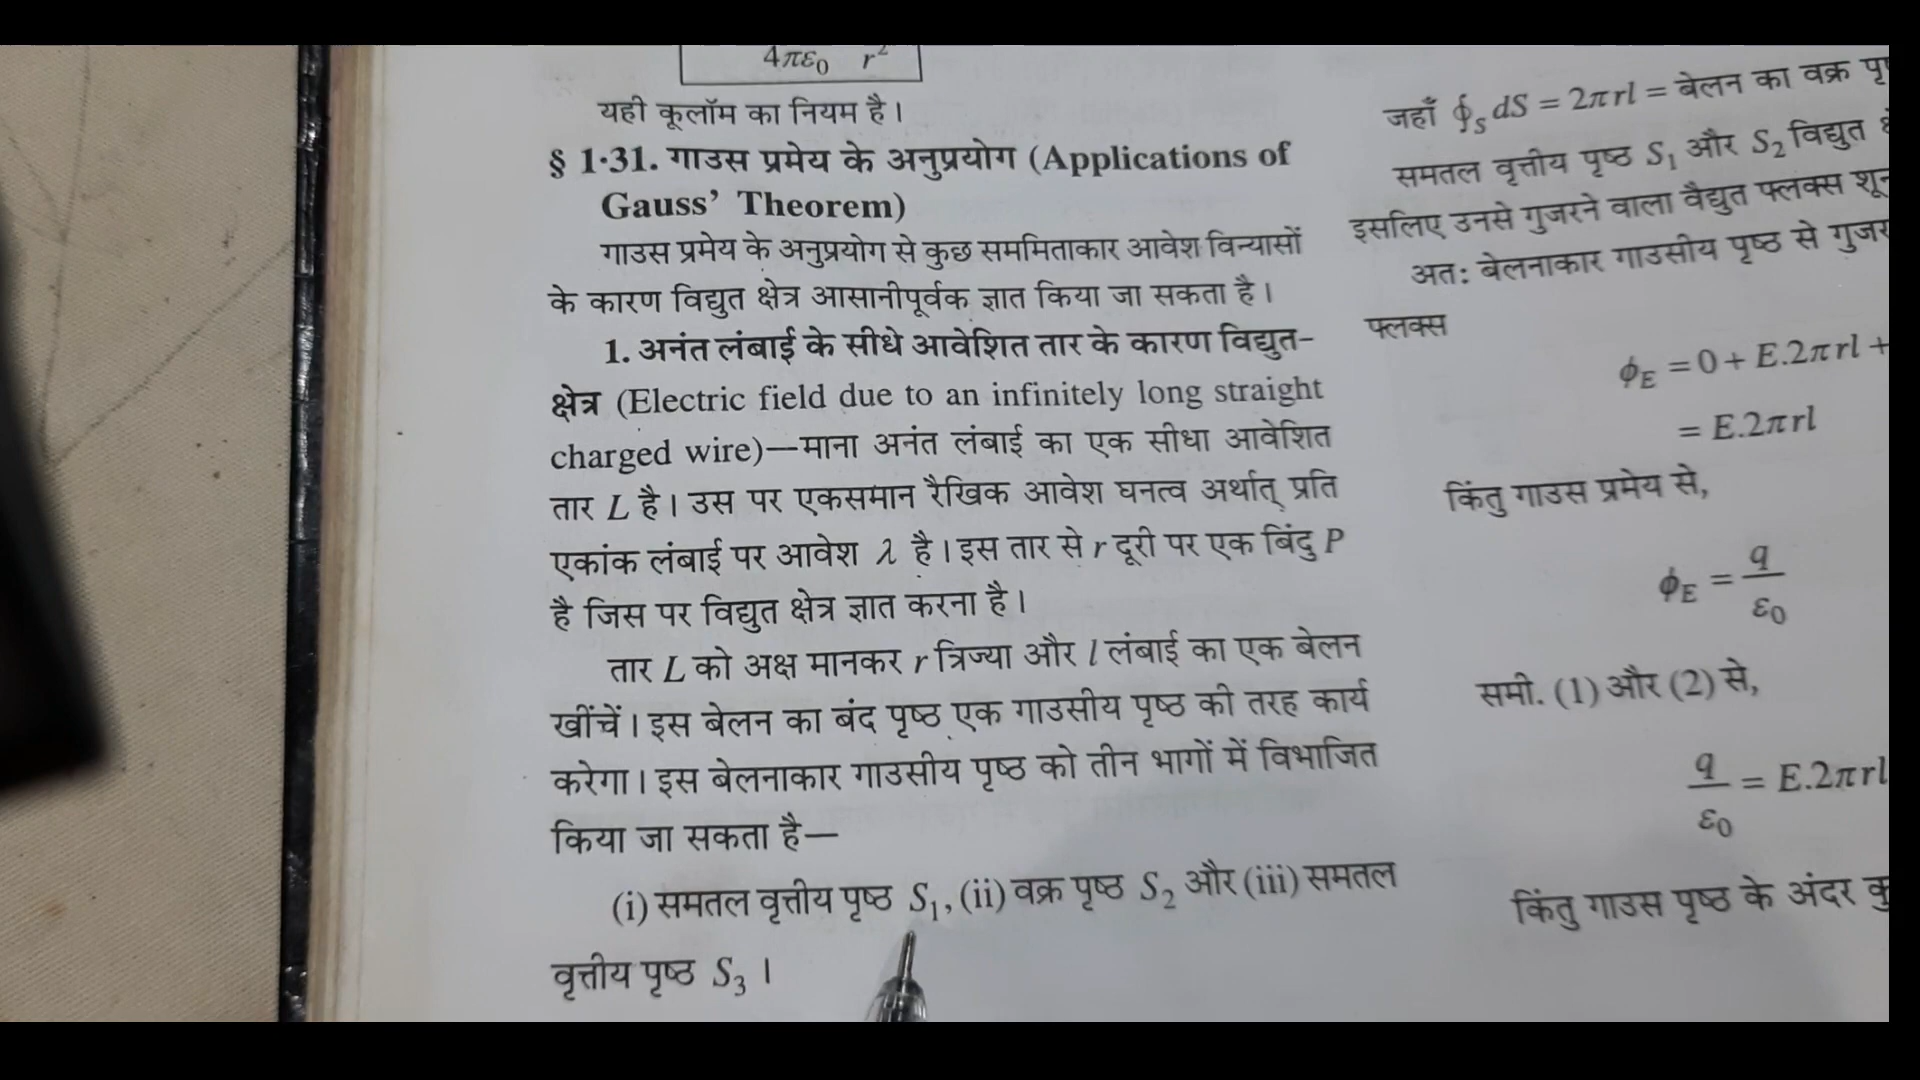 4πε₀ r²
यही कूलॉम का नियम है।
§ 1·31. गाउस प्रमेय के अनुप्रयोग (Applications of
Gauss' Theorem)
गाउस प्रमेय के अनुप्रयोग से कुछ सममिताकार आवेश विन्यासों
के कारण विद्युत क्षेत्र आसानीपूर्वक ज्ञात किया जा सकता है।
1. अनंत लंबाई के सीधे आवेशित तार के कारण विद्युत-
क्षेत्र (Electric field due to an infinitely long straight
charged wire)—माना अनंत लंबाई का एक सीधा आवेशित
तार L है। उस पर एकसमान रैखिक आवेश घनत्व अर्थात् प्रति
एकांक लंबाई पर आवेश λ है। इस तार से r दूरी पर एक बिंदु P
है जिस पर विद्युत क्षेत्र ज्ञात करना है।
तार L को अक्ष मानकर r त्रिज्या और l लंबाई का एक बेलन
खींचें। इस बेलन का बंद पृष्ठ एक गाउसीय पृष्ठ की तरह कार्य
करेगा। इस बेलनाकार गाउसीय पृष्ठ को तीन भागों में विभाजित
किया जा सकता है—
(i) समतल वृत्तीय पृष्ठ S₁, (ii) वक्र पृष्ठ S₂ और (iii) समतल
वृत्तीय पृष्ठ S₃ ।
जहाँ ∮ₛ dS = 2πrl = बेलन का वक्र
समतल वृत्तीय पृष्ठ S₁ और S₂ विद्युत
इसलिए उनसे गुजरने वाला वैद्युत फ्लक्स
अत: बेलनाकार गाउसीय पृष्ठ से
फ्लक्स
ϕE = 0 + E.2πrl +
= E.2πrl
किंतु गाउस प्रमेय से,
ϕE = q/ε₀
समी. (1) और (2) से,
q/ε₀ = E.2πrl
किंतु गाउस पृष्ठ के अंदर